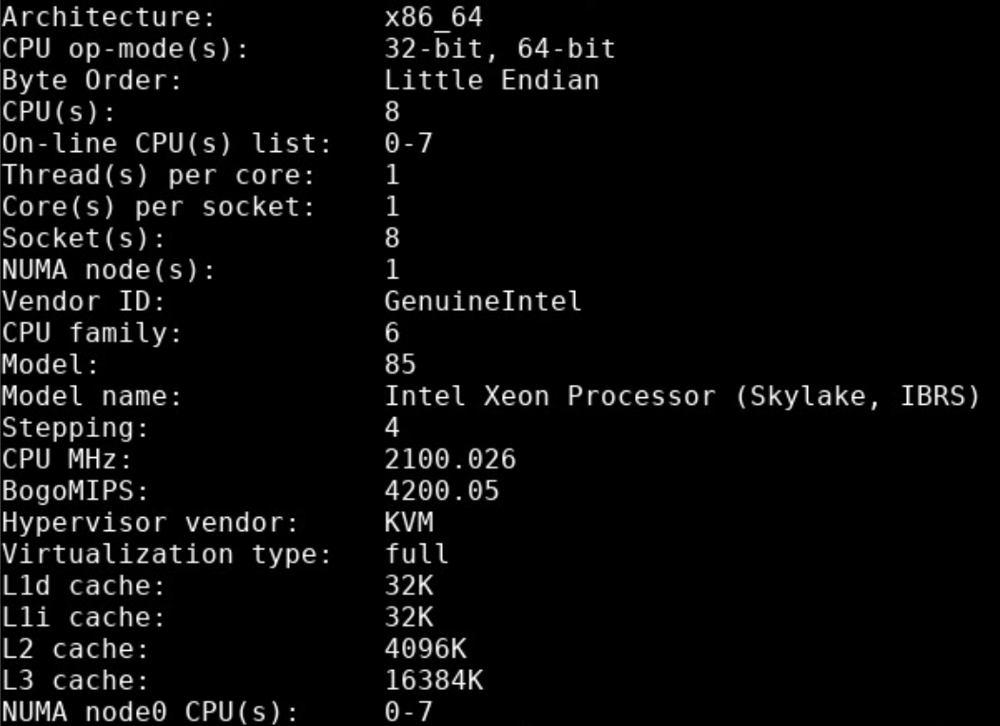 Architecture: x86_64
CPU op-mode(s): 32-bit, 64-bit
Byte Order: Little Endian
CPU(s): 8
On-line CPU(s) list: 0-7
Thread(s) per core: 1
Core(s) per socket: 1
Socket(s): 8
NUMA node(s): 1
Vendor ID: GenuineIntel
CPU family: 6
Model: 85
Model name: Intel Xeon Processor (Skylake, IBRS)
Stepping: 4
CPU MHz: 2100.026
BogoMIPS: 4200.05
Hypervisor vendor: KVM
Virtualization type: full
L1d cache: 32K
L1i cache: 32K
L2 cache: 4096K
L3 cache: 16384K
NUMA node0 CPU(s): 0-7